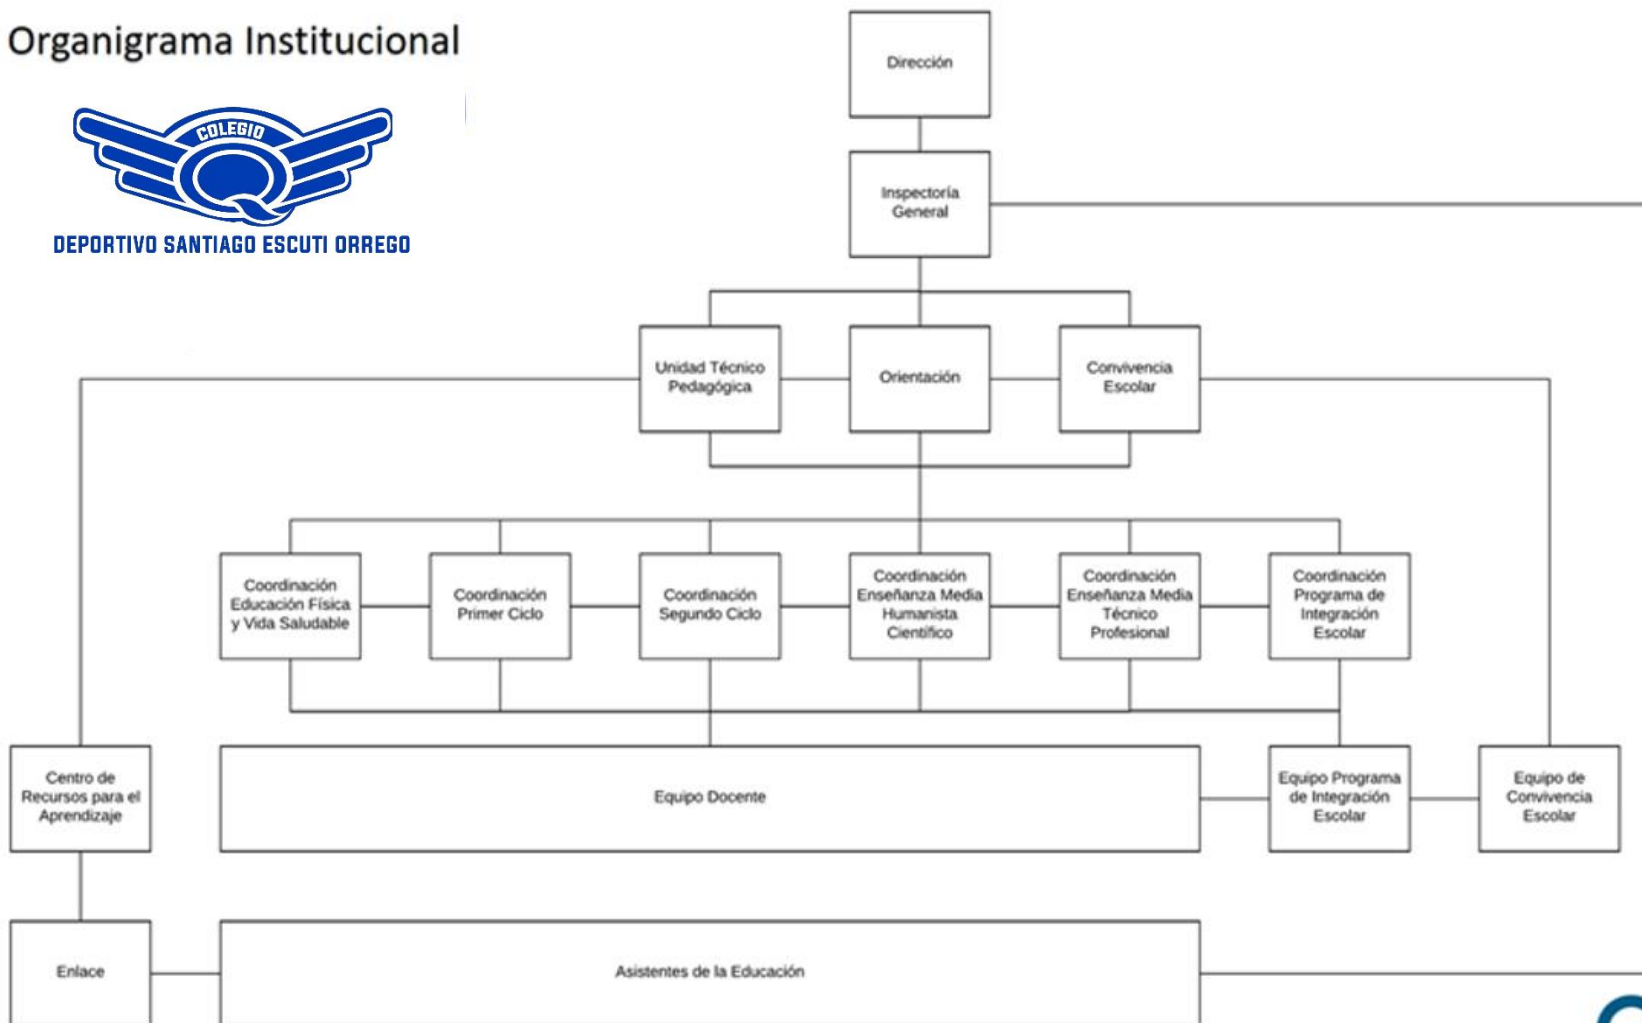 Organigrama Institucional
COLEGIO
DEPORTIVO SANTIAGO ESCUTI ORREGO
Dirección
Inspectoría
General
Unidad Técnico
Pedagógica
Orientación
Convivencia
Escolar
Coordinación
Educación Física
y Vida Saludable
Coordinación
Primer Ciclo
Coordinación
Segundo Ciclo
Coordinación
Enseñanza Media
Humanista
Científico
Coordinación
Enseñanza Media
Técnico
Profesional
Coordinación
Programa de
Integración
Escolar
Centro de
Recursos para el
Aprendizaje
Equipo Docente
Equipo Programa
de Integración
Escolar
Equipo de
Convivencia
Escolar
Enlace
Asistentes de la Educación